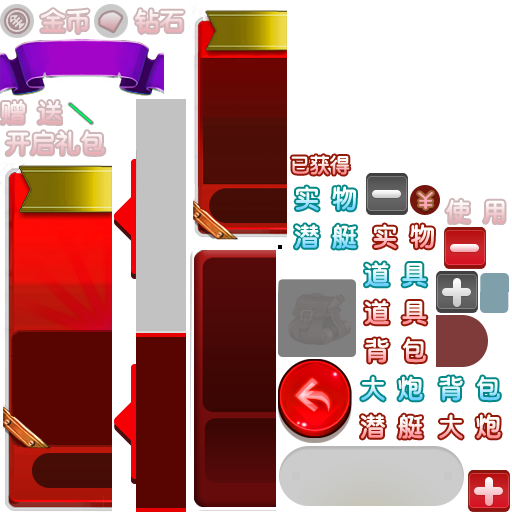 金币 钻石
赠 送
开启礼包
已获得
实 物
¥
使 用
潜 艇 实 物
道 具
道 具
背 包
大 炮 背 包
潜 艇 大 炮